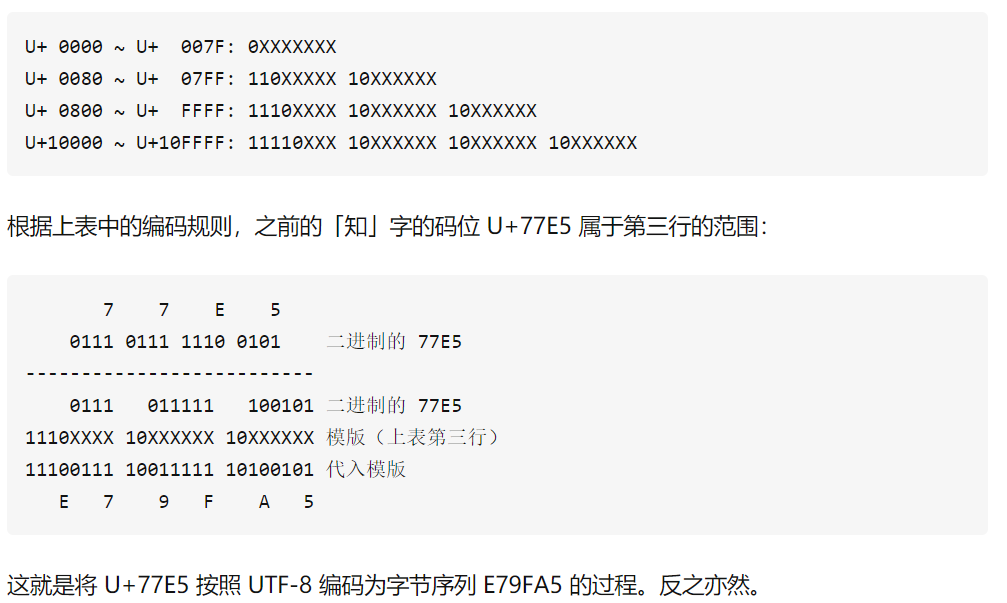 U+ 0000 ~ U+  007F: 0XXXXXXX
U+ 0080 ~ U+  07FF: 110XXXXX 10XXXXXX
U+ 0800 ~ U+  FFFF: 1110XXXX 10XXXXXX 10XXXXXX
U+10000 ~ U+10FFFF: 11110XXX 10XXXXXX 10XXXXXX 10XXXXXX
根据上表中的编码规则，之前的「知」字的码位 U+77E5 属于第三行的范围：
       7    7    E    5
    0111 0111 1110 0101    二进制的 77E5
--------------------------
    0111   011111   100101 二进制的 77E5
1110XXXX 10XXXXXX 10XXXXXX 模版（上表第三行）
11100111 10011111 10100101 代入模版
   E   7    9   F    A   5
这就是将 U+77E5 按照 UTF-8 编码为字节序列 E79FA5 的过程。反之亦然。